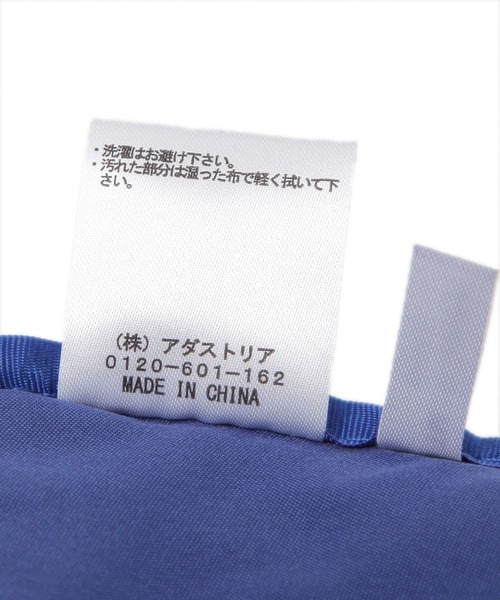 ・洗濯はお避け下さい。
・汚れた部分は湿った布で軽く拭いて下
さい。
（株）アダストリア
0120-601-162
MADE IN CHINA